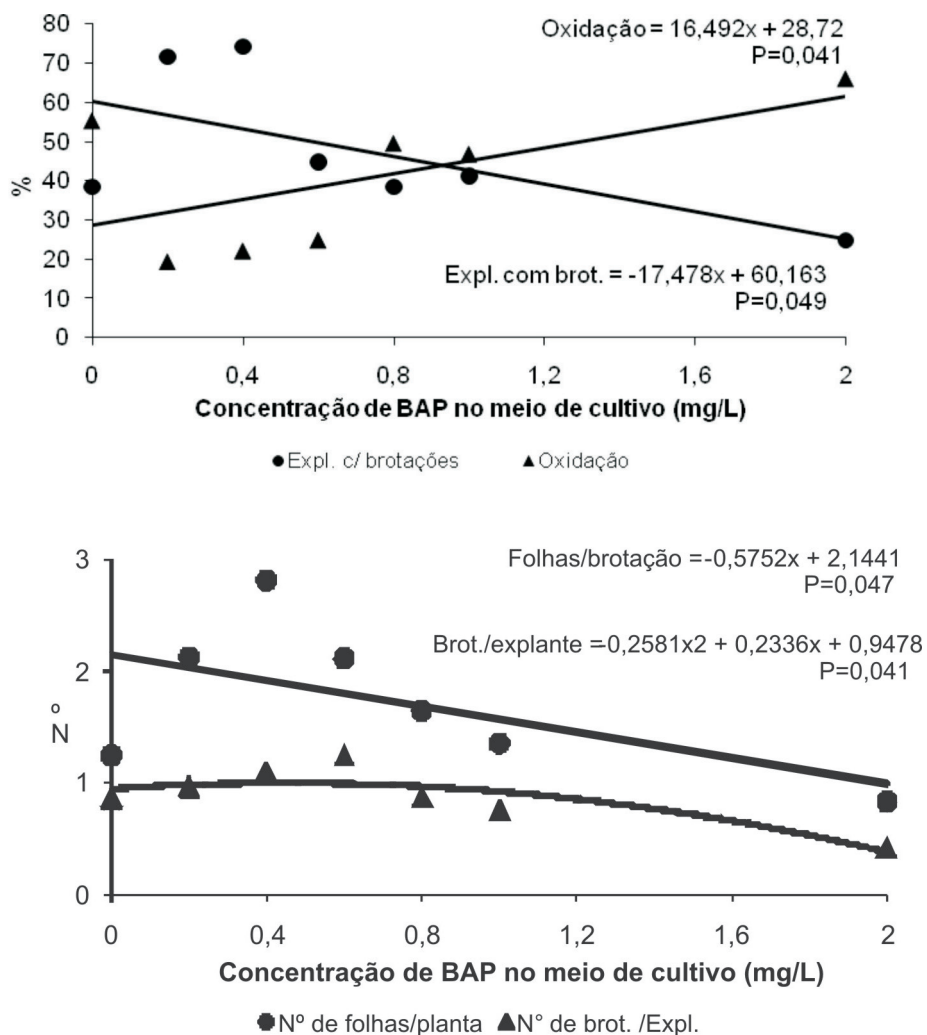 80
70
60
50
40
30
20
10
0
%
Oxidação = 16,492x + 28,72
P=0,041
Expl. com brot. = -17,478x + 60,163
P=0,049
0 0,4 0,8 1,2 1,6 2
Concentração de BAP no meio de cultivo (mg/L)
● Expl. c/ brotações ▲ Oxidação
3
2
1
0
Nº
Folhas/brotação =-0,5752x + 2,1441
P=0,047
Brot./explante =-0,2581x2 + 0,2336x + 0,9478
P=0,041
0 0,4 0,8 1,2 1,6 2
Concentração de BAP no meio de cultivo (mg/L)
● Nº de folhas/planta ▲ N° de brot. /Expl.